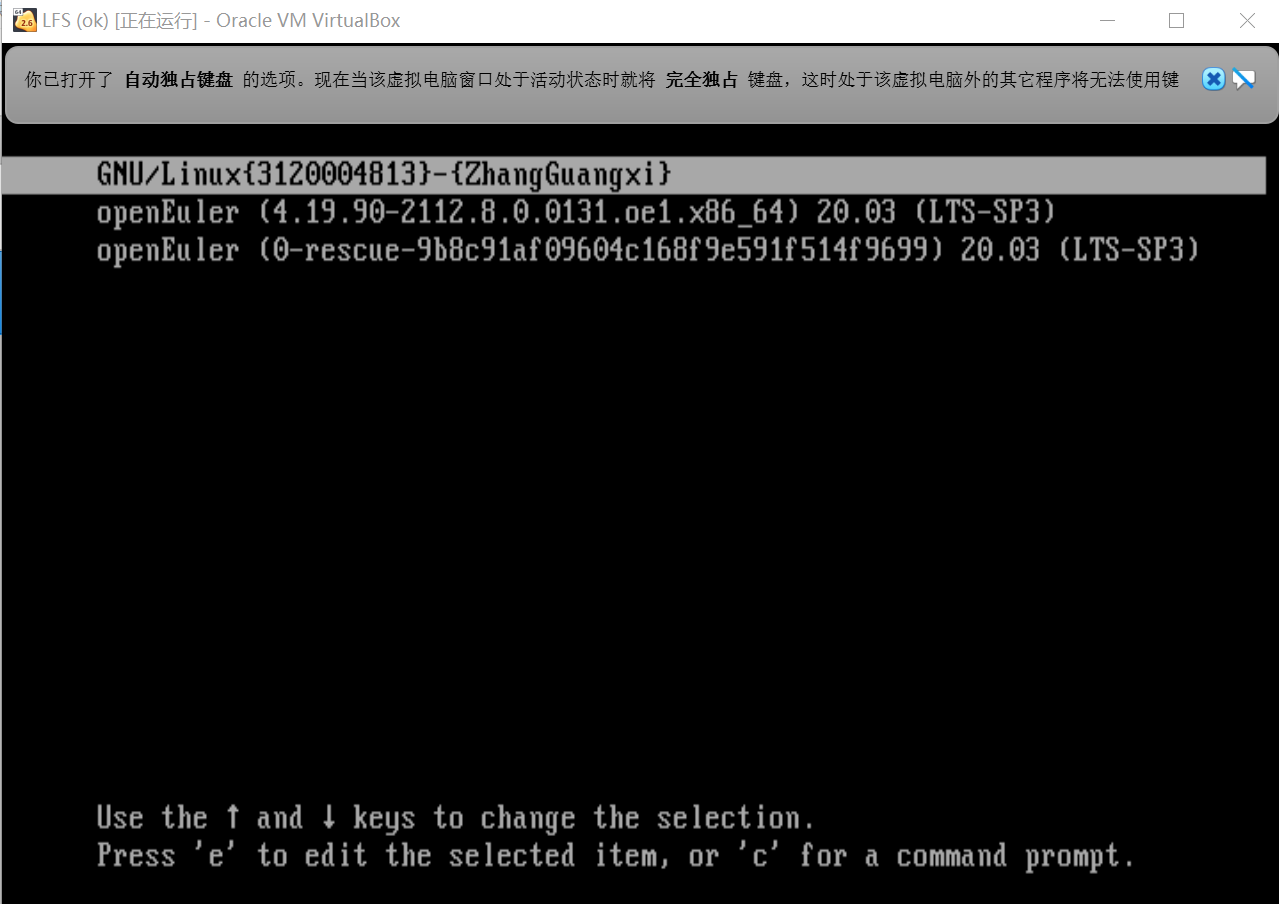 LFS (ok) [正在运行] - Oracle VM VirtualBox
你已打开了 自动独占键盘 的选项。现在当该虚拟电脑窗口处于活动状态时就将 完全独占 键盘，这时处于该虚拟电脑外的其它程序将无法使用键
GNU/Linux{3120004813}-{ZhangGuangxi}
openEuler (4.19.90-2112.8.0.0131.oe1.x86_64) 20.03 (LTS-SP3)
openEuler (0-rescue-9b8c91af09604c168f9e591f514f9699) 20.03 (LTS-SP3)
Use the ↑ and ↓ keys to change the selection.
Press 'e' to edit the selected item, or 'c' for a command prompt.